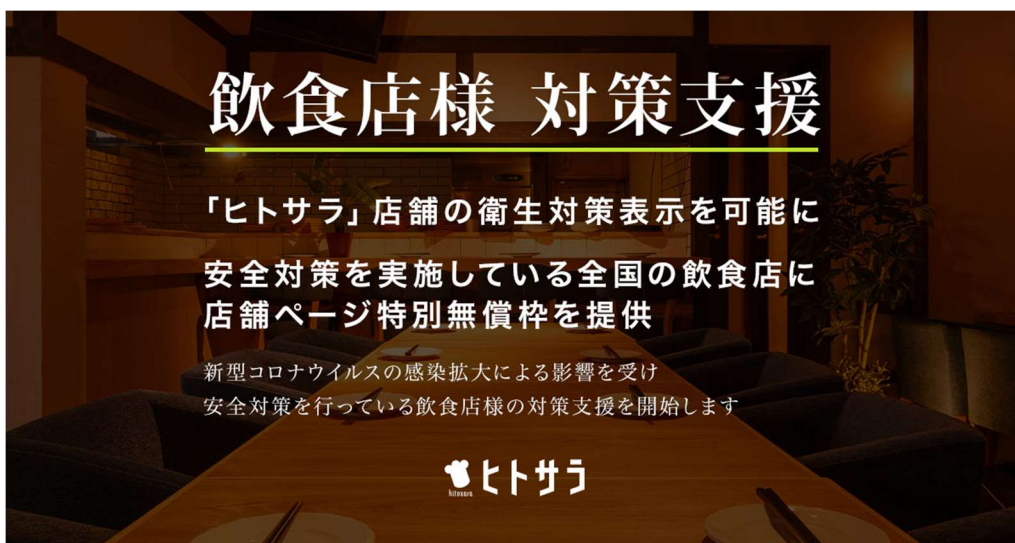 飲食店様 対策支援
「ヒトサラ」店舗の衛生対策表示を可能に
安全対策を実施している全国の飲食店に
店舗ページ特別無償枠を提供
新型コロナウイルスの感染拡大による影響を受け
安全対策を行っている飲食店様の対策支援を開始します
hitosara ヒトサラ